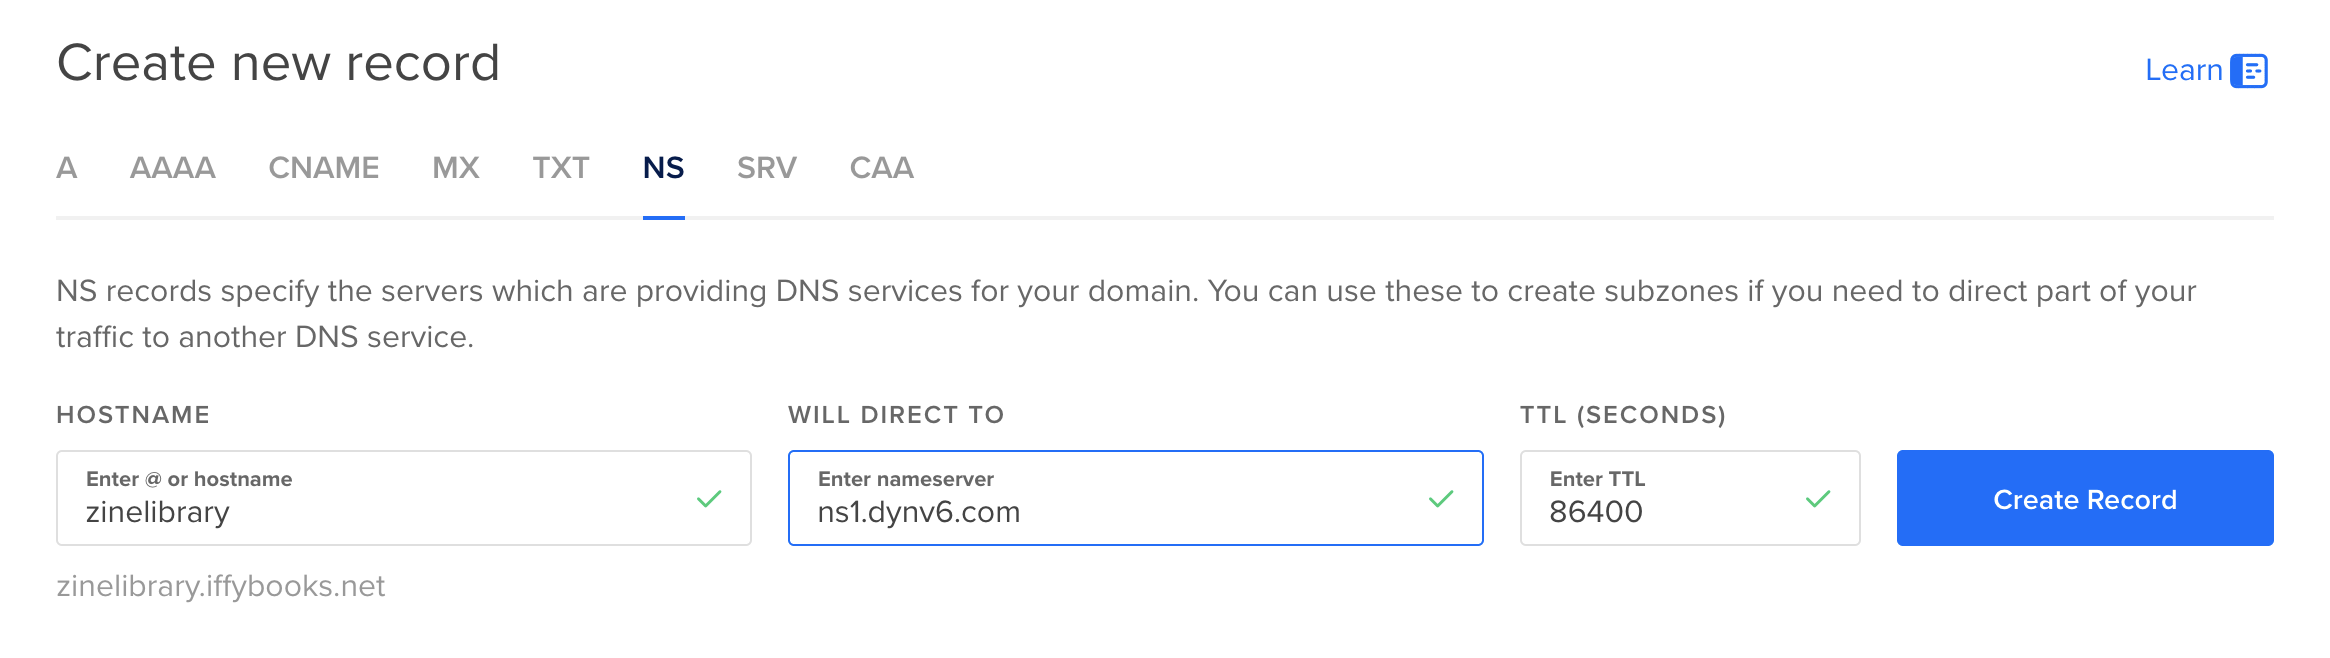 Create new record
Learn
A AAAA CNAME MX TXT NS SRV CAA
NS records specify the servers which are providing DNS services for your domain. You can use these to create subzones if you need to direct part of your
traffic to another DNS service.
HOSTNAME WILL DIRECT TO TTL (SECONDS)
Enter @ or hostname Enter nameserver Enter TTL
zinelibrary ns1.dynv6.com 86400 Create Record
zinelibrary.iffybooks.net